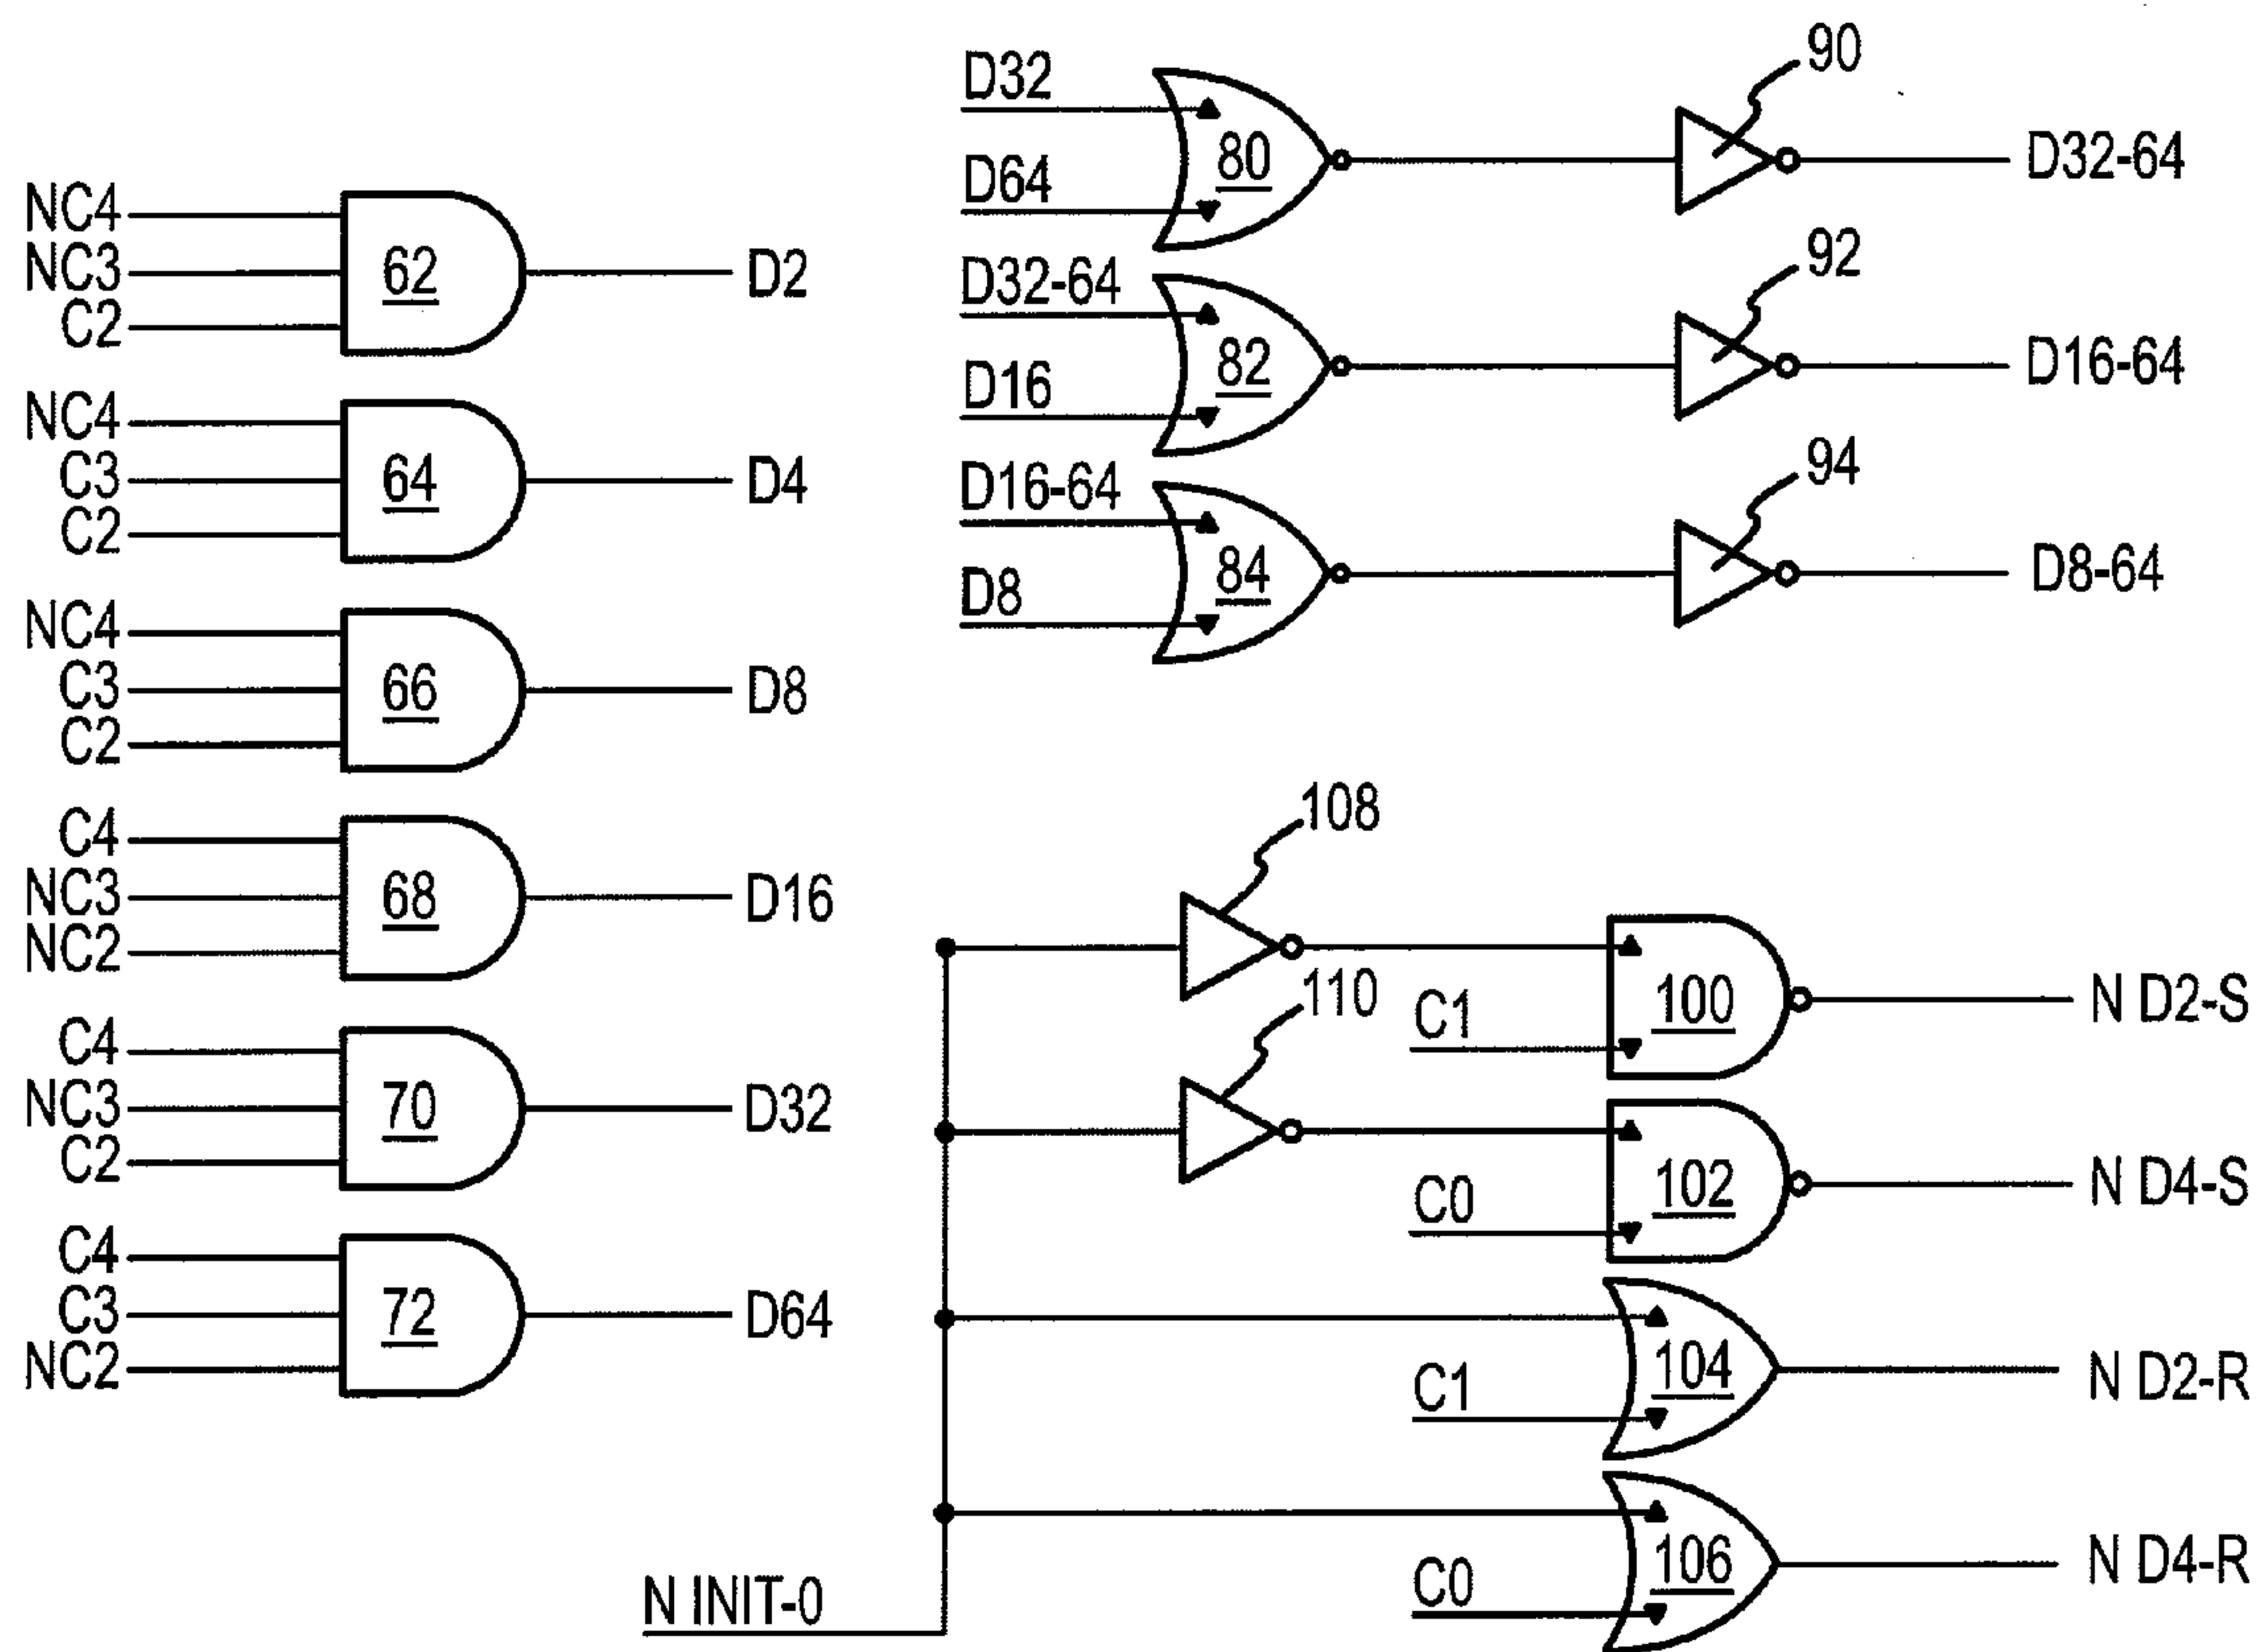 NC4
NC3
C2
62
D2
NC4
C3
C2
64
D4
NC4
C3
C2
66
D8
C4
NC3
NC2
68
D16
C4
NC3
C2
70
D32
C4
C3
NC2
72
D64
D32
D64
80
90
D32-64
D32-64
D16
82
92
D16-64
D16-64
D8
84
94
D8-64
108
C1
100
N D2-S
110
C0
102
N D4-S
C1
104
N D2-R
C0
106
N D4-R
N INIT-0